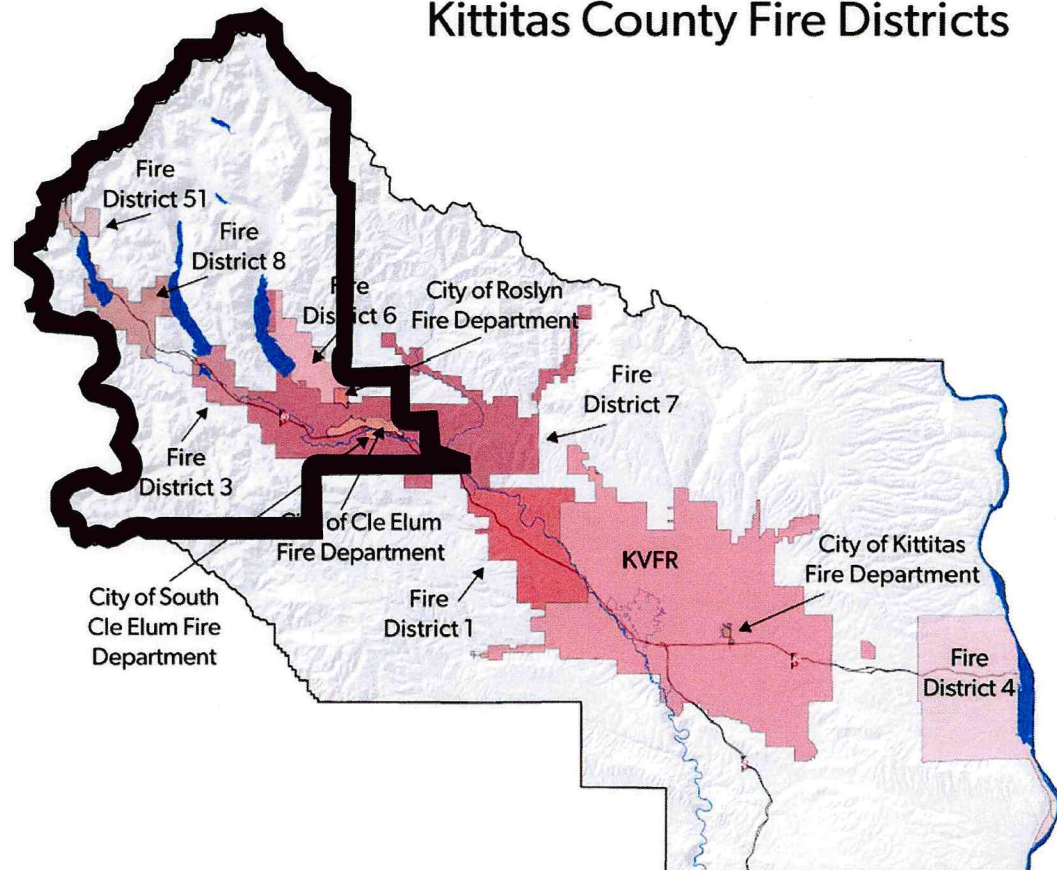 Kittitas County Fire Districts
Fire
District 51
Fire
District 8
Fire
District 6
City of Roslyn
Fire Department
Fire
District 7
Fire
District 3
City of Cle Elum
Fire Department
KVFR
City of Kittitas
Fire Department
City of South
Cle Elum Fire
Department
Fire
District 1
Fire
District 4